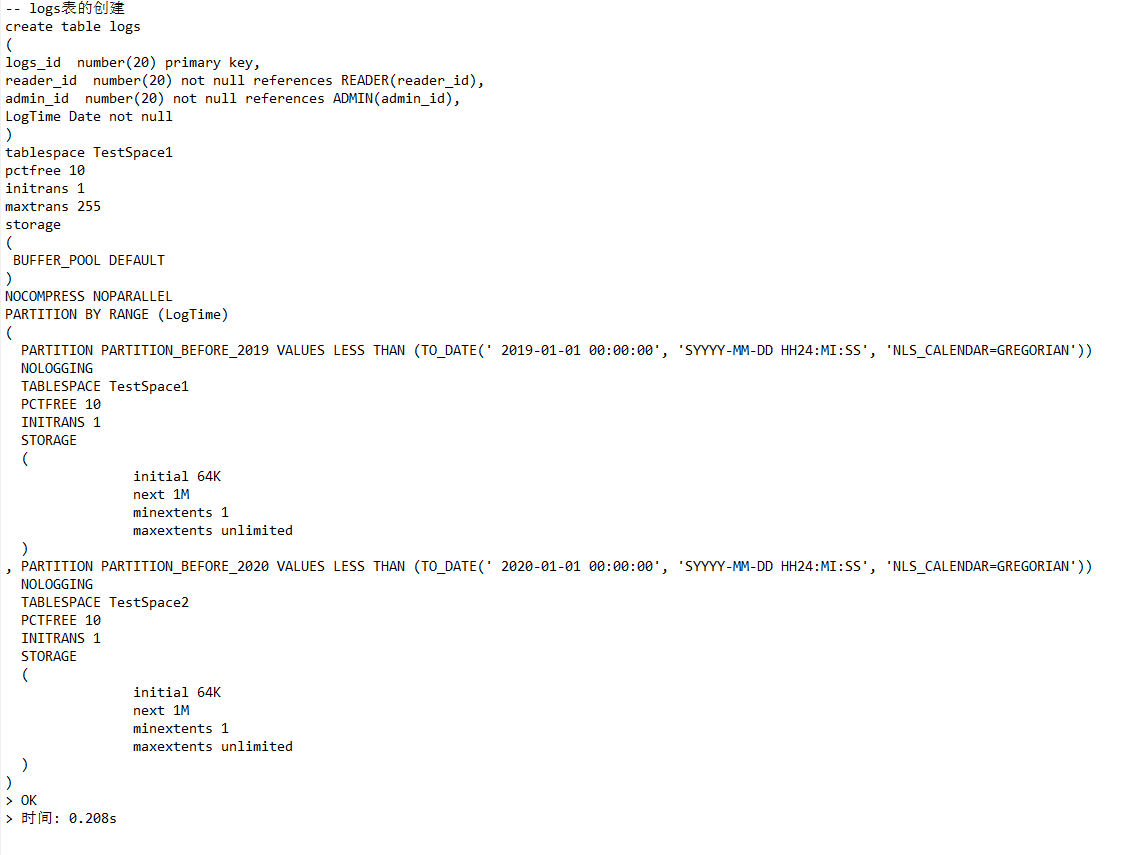 -- logs表的创建
create table logs
(
logs_id  number(20) primary key,
reader_id  number(20) not null references READER(reader_id),
admin_id  number(20) not null references ADMIN(admin_id),
LogTime Date not null
)
tablespace TestSpace1
pctfree 10
initrans 1
maxtrans 255
storage
(
 BUFFER_POOL DEFAULT
)
NOCOMPRESS NOPARALLEL
PARTITION BY RANGE (LogTime)
(
  PARTITION PARTITION_BEFORE_2019 VALUES LESS THAN (TO_DATE(' 2019-01-01 00:00:00', 'SYYYY-MM-DD HH24:MI:SS', 'NLS_CALENDAR=GREGORIAN'))
  NOLOGGING
  TABLESPACE TestSpace1
  PCTFREE 10
  INITRANS 1
  STORAGE
  (
                initial 64K
                next 1M
                minextents 1
                maxextents unlimited
  )
, PARTITION PARTITION_BEFORE_2020 VALUES LESS THAN (TO_DATE(' 2020-01-01 00:00:00', 'SYYYY-MM-DD HH24:MI:SS', 'NLS_CALENDAR=GREGORIAN'))
  NOLOGGING
  TABLESPACE TestSpace2
  PCTFREE 10
  INITRANS 1
  STORAGE
  (
                initial 64K
                next 1M
                minextents 1
                maxextents unlimited
  )
)
> OK
> 时间: 0.208s